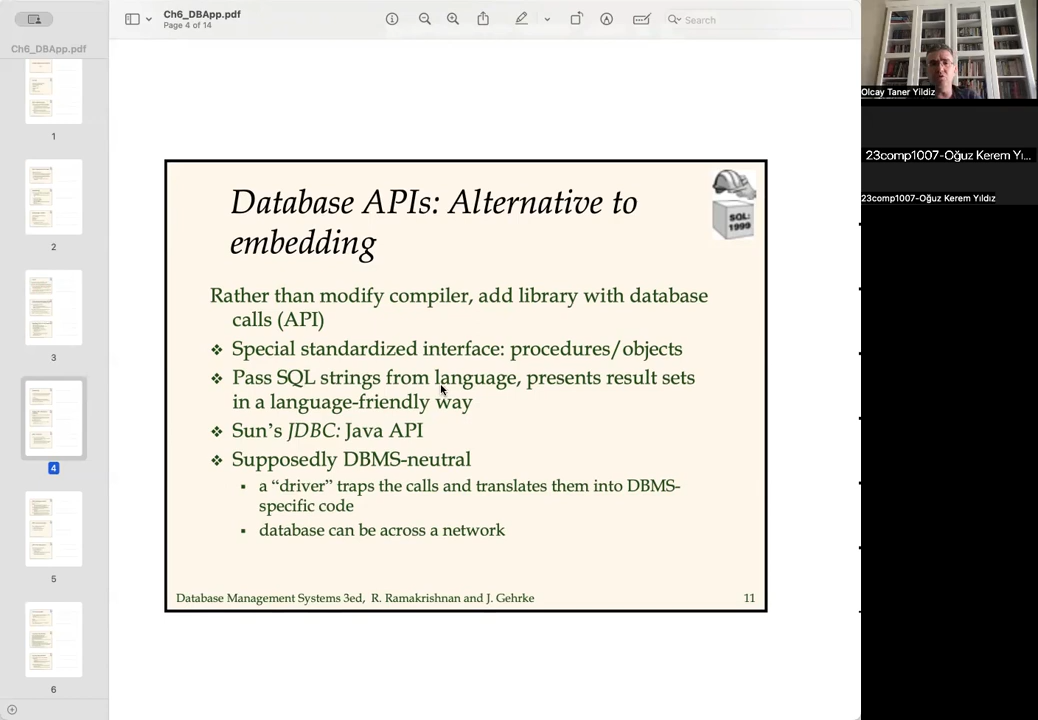 Ch6_DBApp.pdf
Page 4 of 14
Search
Ch6_DBApp.pdf
1
2
3
4
5
6
Database APIs: Alternative to
embedding
SQL:
1999
Rather than modify compiler, add library with database
calls (API)
❖ Special standardized interface: procedures/objects
❖ Pass SQL strings from language, presents result sets
in a language-friendly way
❖ Sun's JDBC: Java API
❖ Supposedly DBMS-neutral
▪ a “driver” traps the calls and translates them into DBMS-
specific code
▪ database can be across a network
Database Management Systems 3ed, R. Ramakrishnan and J. Gehrke
11
Olcay Taner Yildiz
23comp1007-Oğuz Kerem Yı...
23comp1007-Oğuz Kerem Yıldız